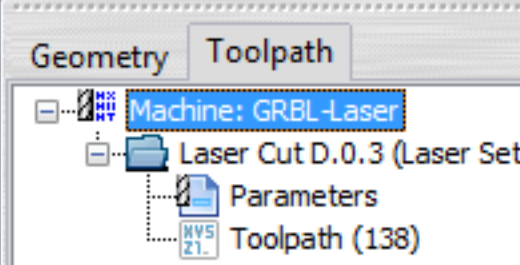 Geometry Toolpath
Machine: GRBL-Laser
Laser Cut D.0.3 (Laser Set
Parameters
Toolpath (138)